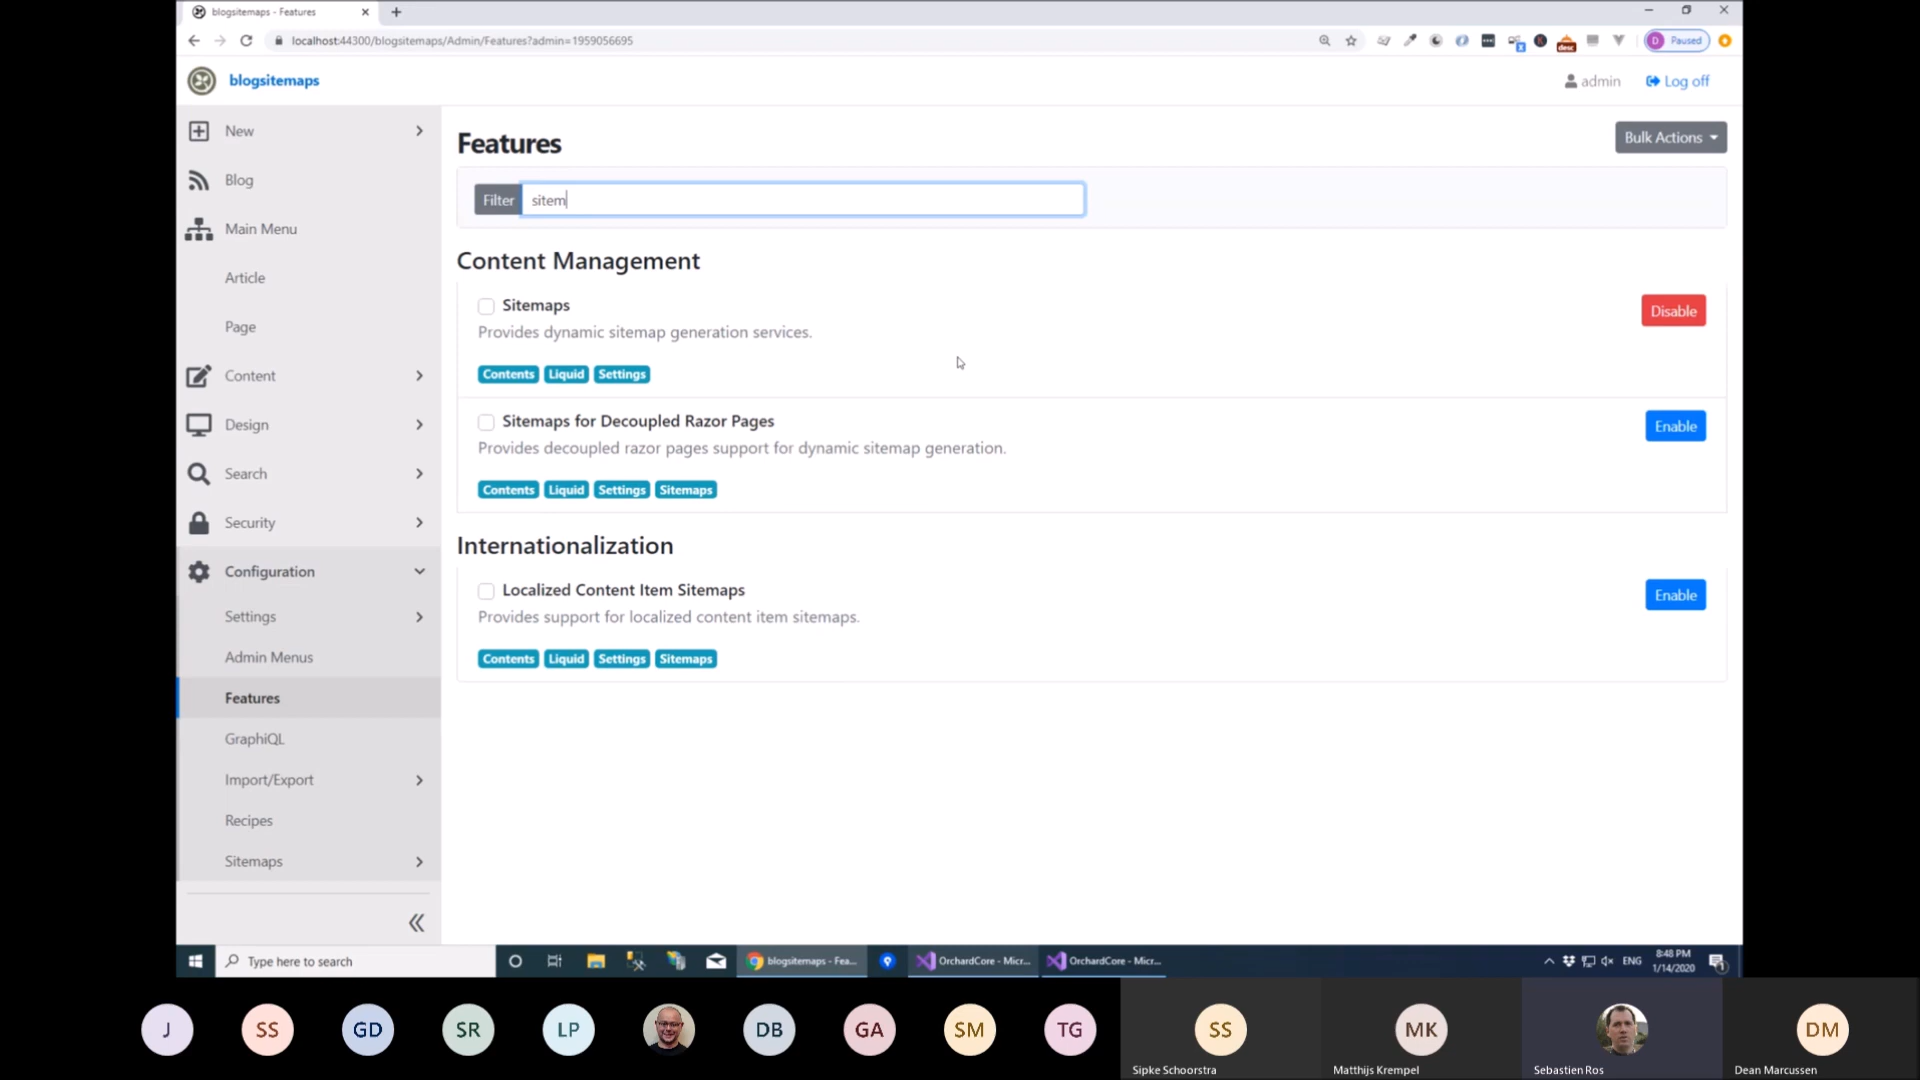 blogsitemaps - Features
localhost:44300/blogsitemaps/Admin/Features?admin=1959056695
desc
D
Paused
blogsitemaps
admin
Log off
New
Blog
Main Menu
Article
Page
Content
Design
Search
Security
Configuration
Settings
Admin Menus
Features
GraphiQL
Import/Export
Recipes
Sitemaps
Features
Bulk Actions
Filter
sitem
Content Management
Sitemaps
Disable
Provides dynamic sitemap generation services.
Contents Liquid Settings
Sitemaps for Decoupled Razor Pages
Enable
Provides decoupled razor pages support for dynamic sitemap generation.
Contents Liquid Settings Sitemaps
Internationalization
Localized Content Item Sitemaps
Enable
Provides support for localized content item sitemaps.
Contents Liquid Settings Sitemaps
Type here to search
blogsitemaps - Fea...
OrchardCore - Micr...
OrchardCore - Micr...
ENG
8:48 PM
1/14/2020
1
J SS GD SR LP DB GA SM TG SS MK DM
Sipke Schoorstra
Matthijs Krempel
Sebastien Ros
Dean Marcussen